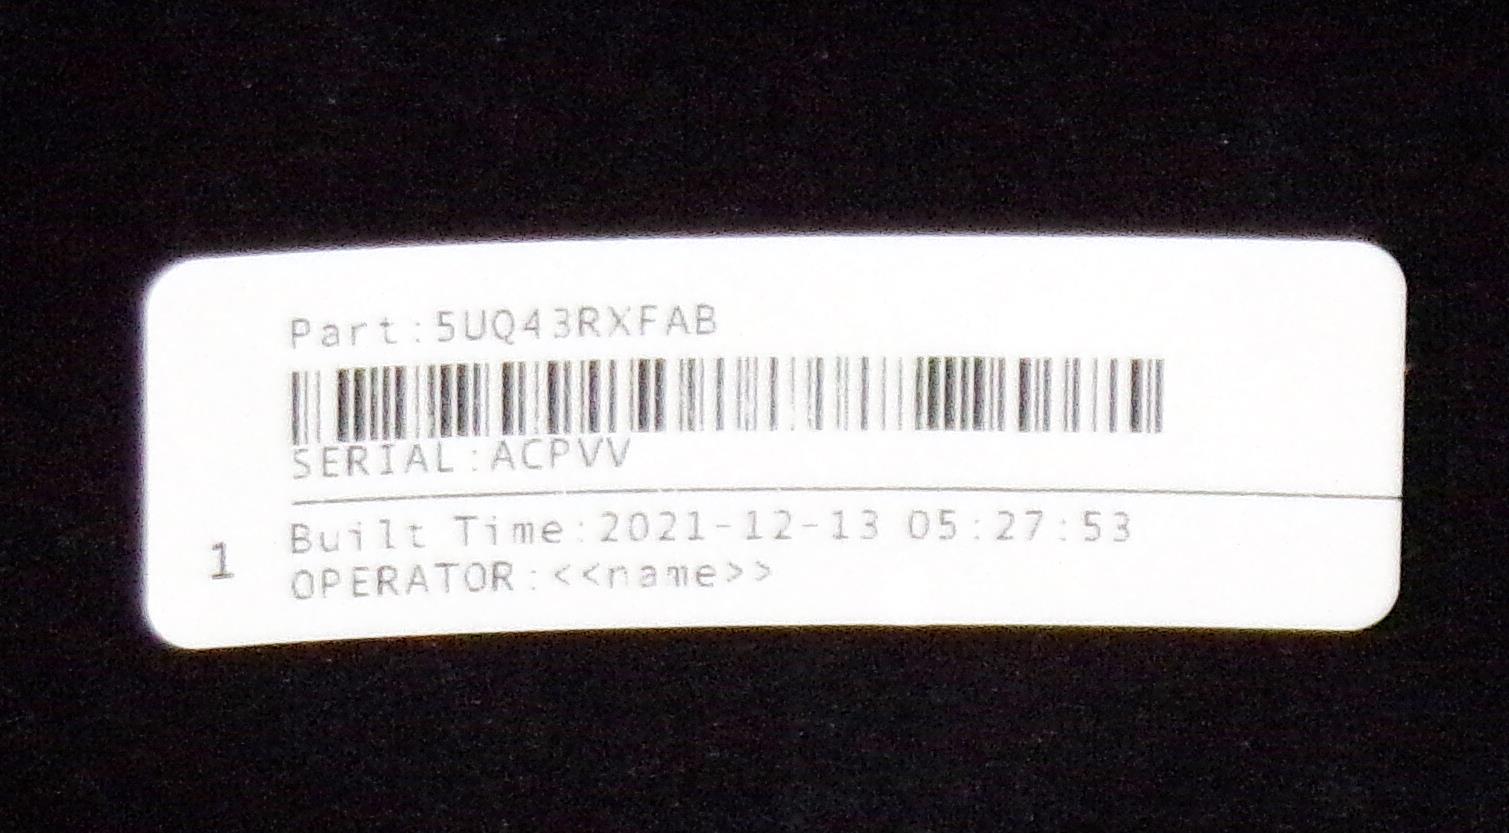 Part:5UQ43RXFAB
SERIAL:ACPVV
Built Time:2021-12-13 05:27:53
1
OPERATOR:<<name>>